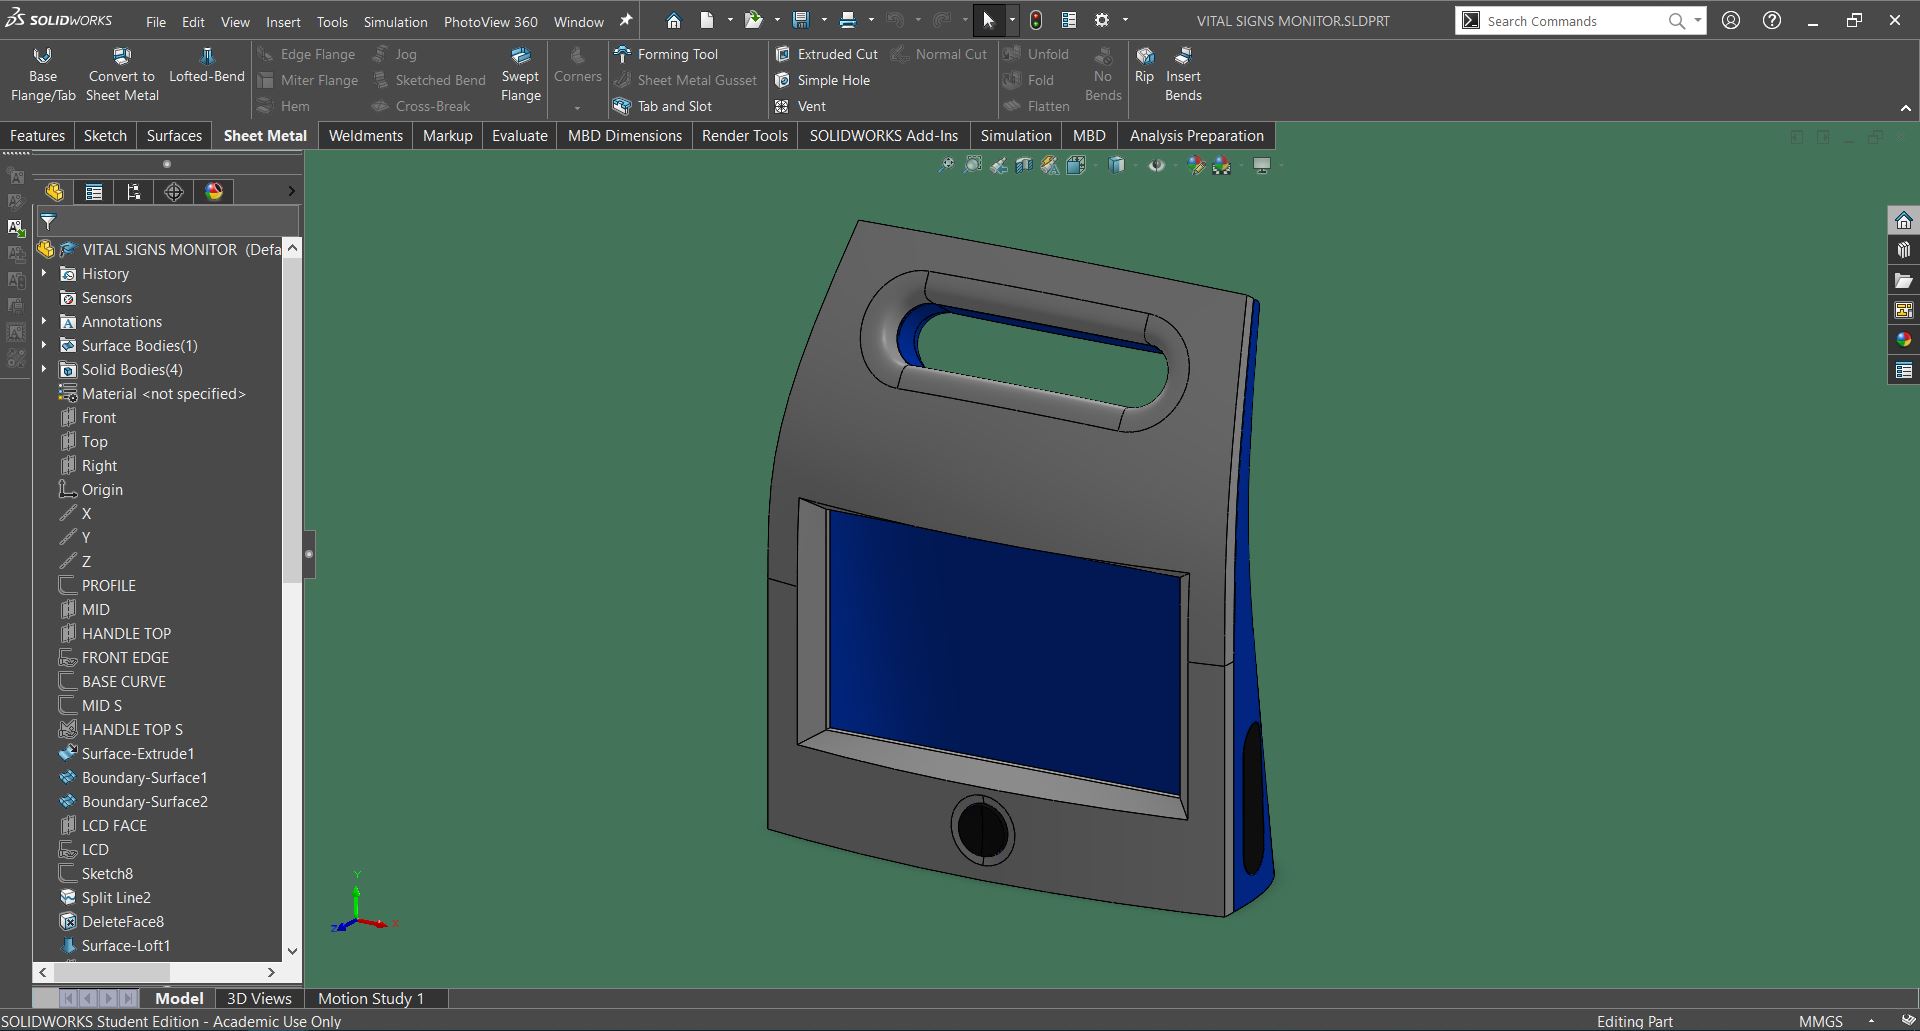 SOLIDWORKS File Edit View Insert Tools Simulation PhotoView 360 Window VITAL SIGNS MONITOR.SLDPRT Search Commands
Base Flange/Tab
Convert to Sheet Metal
Lofted-Bend
Edge Flange
Miter Flange
Hem
Jog
Sketched Bend
Cross-Break
Swept Flange
Corners
Forming Tool
Sheet Metal Gusset
Tab and Slot
Extruded Cut
Simple Hole
Vent
Normal Cut
Unfold
Fold
Flatten
No Bends
Rip
Insert Bends
Features Sketch Surfaces Sheet Metal Weldments Markup Evaluate MBD Dimensions Render Tools SOLIDWORKS Add-Ins Simulation MBD Analysis Preparation
VITAL SIGNS MONITOR (Defa
History
Sensors
Annotations
Surface Bodies(1)
Solid Bodies(4)
Material <not specified>
Front
Top
Right
Origin
X
Y
Z
PROFILE
MID
HANDLE TOP
FRONT EDGE
BASE CURVE
MID S
HANDLE TOP S
Surface-Extrude1
Boundary-Surface1
Boundary-Surface2
LCD FACE
LCD
Sketch8
Split Line2
DeleteFace8
Surface-Loft1
Y
Z
X
Model 3D Views Motion Study 1
SOLIDWORKS Student Edition - Academic Use Only Editing Part MMGS